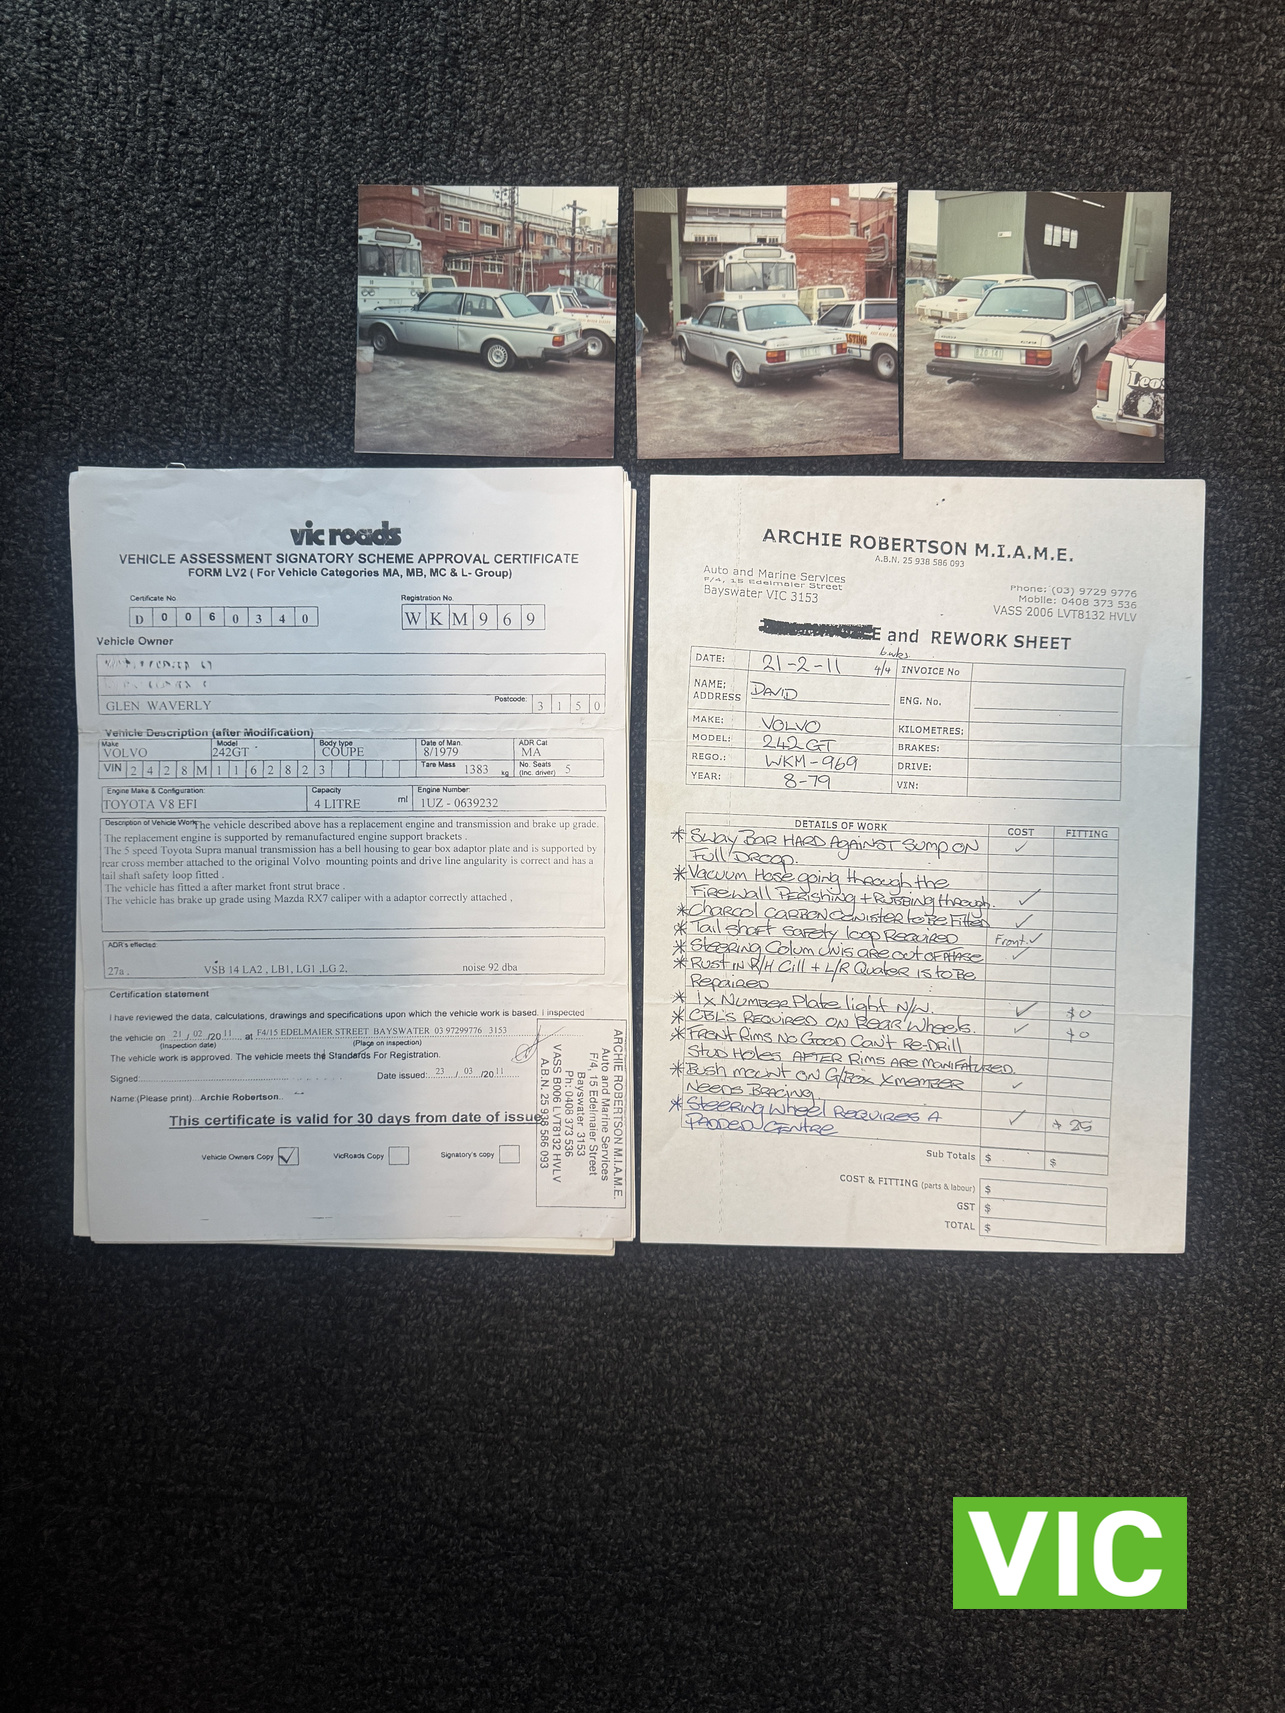 vic roads
VEHICLE ASSESSMENT SIGNATORY SCHEME APPROVAL CERTIFICATE
FORM LV2 ( For Vehicle Categories MA, MB, MC & L- Group)
Certificate No
D 0 0 6 0 3 4 0
Registration No.
W K M 9 6 9
Vehicle Owner
GLEN WAVERLY
Postcode:
3 1 5 0
Vehicle Description (after Modification)
Make
VOLVO
Model
242GT
Body type
COUPE
Date of Man.
8/1979
ADR Cat
MA
VIN 2 4 2 8 M 1 1 6 2 8 2 3
Tare Mass 1383 kg
No. Seats (inc. driver) 5
Engine Make & Configuration:
TOYOTA V8 EFI
Capacity
4 LITRE ml
Engine Number:
1UZ - 0639232
Description of Vehicle Work The vehicle described above has a replacement engine and transmission and brake up grade.
The replacement engine is supported by remanufactured engine support brackets .
The 5 speed Toyota Supra manual transmission has a bell housing to gear box adaptor plate and is supported by
rear cross member attached to the original Volvo mounting points and drive line angularity is correct and has a
tail shaft safety loop fitted .
The vehicle has fitted a after market front strut brace .
The vehicle has brake up grade using Mazda RX7 caliper with a adaptor correctly attached ,
ADR's effected:
27a . VSB 14 LA2 , LB1, LG1 ,LG 2, noise 92 dba
Certification statement
I have reviewed the data, calculations, drawings and specifications upon which the vehicle work is based. I inspected
the vehicle on 21 / 02 /20 11 at F4/15 EDELMAIER STREET BAYSWATER 03 97299776 3153
(Inspection date) (Place on inspection)
The vehicle work is approved. The vehicle meets the Standards For Registration.
Signed:
Date issued: 23 / 03 /20 11
Name:(Please print) Archie Robertson
This certificate is valid for 30 days from date of issue
Vehicle Owners Copy
VicRoads Copy
Signatory's copy
ARCHIE ROBERTSON M.I.A.M.E.
Auto and Marine Services
F/4, 15 Edelmaier Street
Bayswater 3153
Ph: 0408 373 536
VASS B006 LVT8132 HVLV
A.B.N. 25 938 586 093
ARCHIE ROBERTSON M.I.A.M.E.
A.B.N. 25 938 586 093
Auto and Marine Services
F/4, 15 Edelmaier Street
Bayswater VIC 3153
Phone: (03) 9729 9776
Mobile: 0408 373 536
VASS 2006 LVT8132 HVLV
E and REWORK SHEET
DATE: 21-2-11 4/4 INVOICE No
NAME: ADDRESS DAVID ENG. No.
MAKE: VOLVO KILOMETRES:
MODEL: 242 GT BRAKES:
REGO.: WKM-969 DRIVE:
YEAR: 8-79 VIN:
DETAILS OF WORK COST FITTING
* SWAY BAR HARD AGAINST SUMP ON
FULL DROOP.
* VACUUM HOSE going through the
FIREWALL PERISHING + RUBBING through.
* CHARCOL CARBON CANISTER to BE FITTED
* TAIL SHAFT SAFETY loop REQUIRED Front.
* STEERING COLUM UNIS ARE OUT OF PHASE
* RUST IN R/H CILL + L/R QUATER IS to BE
REPAIRED
* 1x NUMBER PLATE light N/W. $0
* CBL'S REQUIRED ON REAR WHEELS. $0
* FRONT RIMS NO GOOD CAN'T RE-DRILL
STUD HOLES AFTER RIMS ARE MANIFATURED.
* BUSH MOUNT ON G/BOX XMEMBER
NEEDS BRACING
* STEERING WHEEL REQUIRES A $25
PADDED CENTRE
Sub Totals $ $
COST & FITTING (parts & labour) $
GST $
TOTAL $
VIC